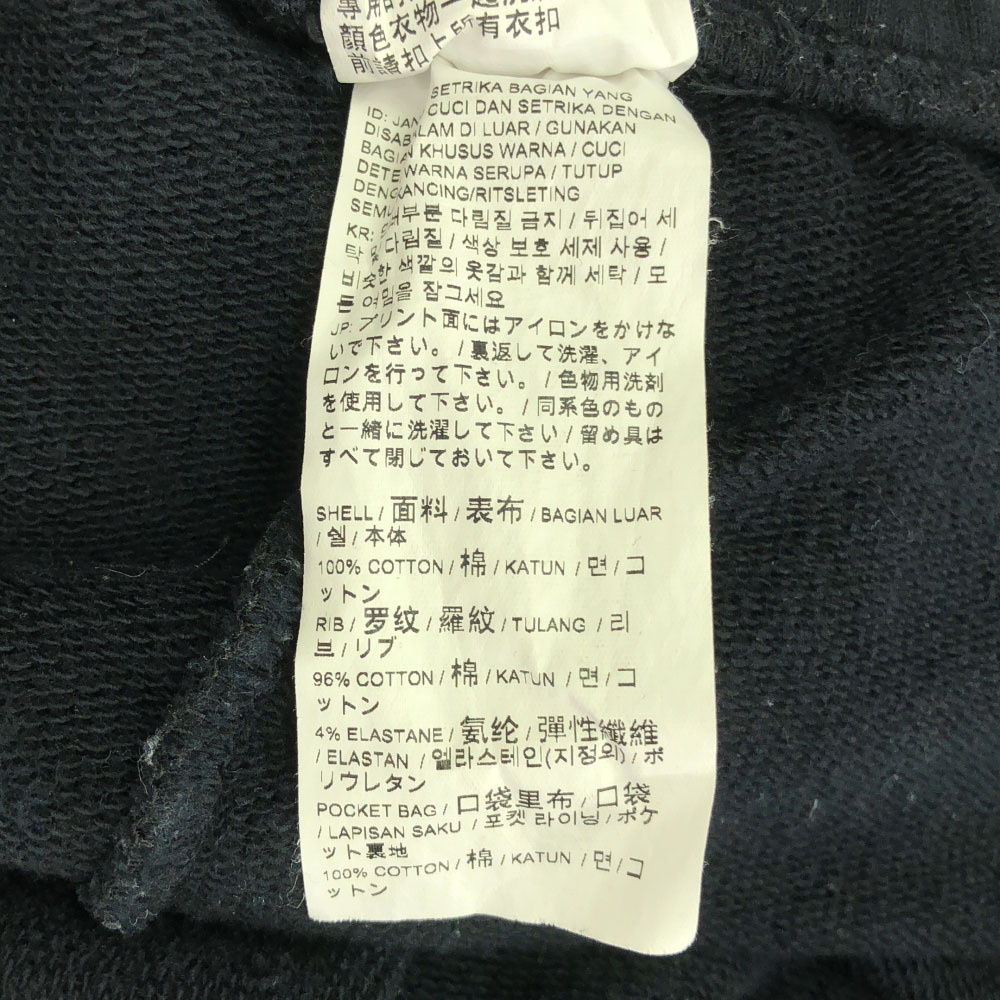 顏色衣物一起洗滌
前請扣上所有衣扣
SETRIKA BAGIAN YANG
ID: JAN CUCI DAN SETRIKA DENGAN
DISAB LAM DI LUAR / GUNAKAN
BAGIAN KHUSUS WARNA / CUCI
DETE WARNA SERUPA / TUTUP
DENG ANCING/RITSLETING
SEMU
KR: 부분 다림질 금지 / 뒤집어 세
탁 및 다림질 / 색상 보호 세제 사용 /
비슷한 색깔의 옷감과 함께 세탁 / 모
든 여밈을 잠그세요
JP: プリント面にはアイロンをかけな
いで下さい。 / 裏返して洗濯、アイ
ロンを行って下さい。 / 色物用洗剤
を使用して下さい。 / 同系色のもの
と一緒に洗濯して下さい / 留め具は
すべて閉じておいて下さい。
SHELL / 面料 / 表布 / BAGIAN LUAR
/ 쉘 / 本体
100% COTTON / 棉 / KATUN / 면 / コ
ットン
RIB / 罗纹 / 羅紋 / TULANG / 리
브 / リブ
96% COTTON / 棉 / KATUN / 면 / コ
ットン
4% ELASTANE / 氨纶 / 彈性纖維
/ ELASTAN / 엘라스테인(지정외) / ポ
リウレタン
POCKET BAG / 口袋里布 / 口袋
/ LAPISAN SAKU / 포켓 라이닝 / ポケ
ット裏地
100% COTTON / 棉 / KATUN / 면 / コ
ットン